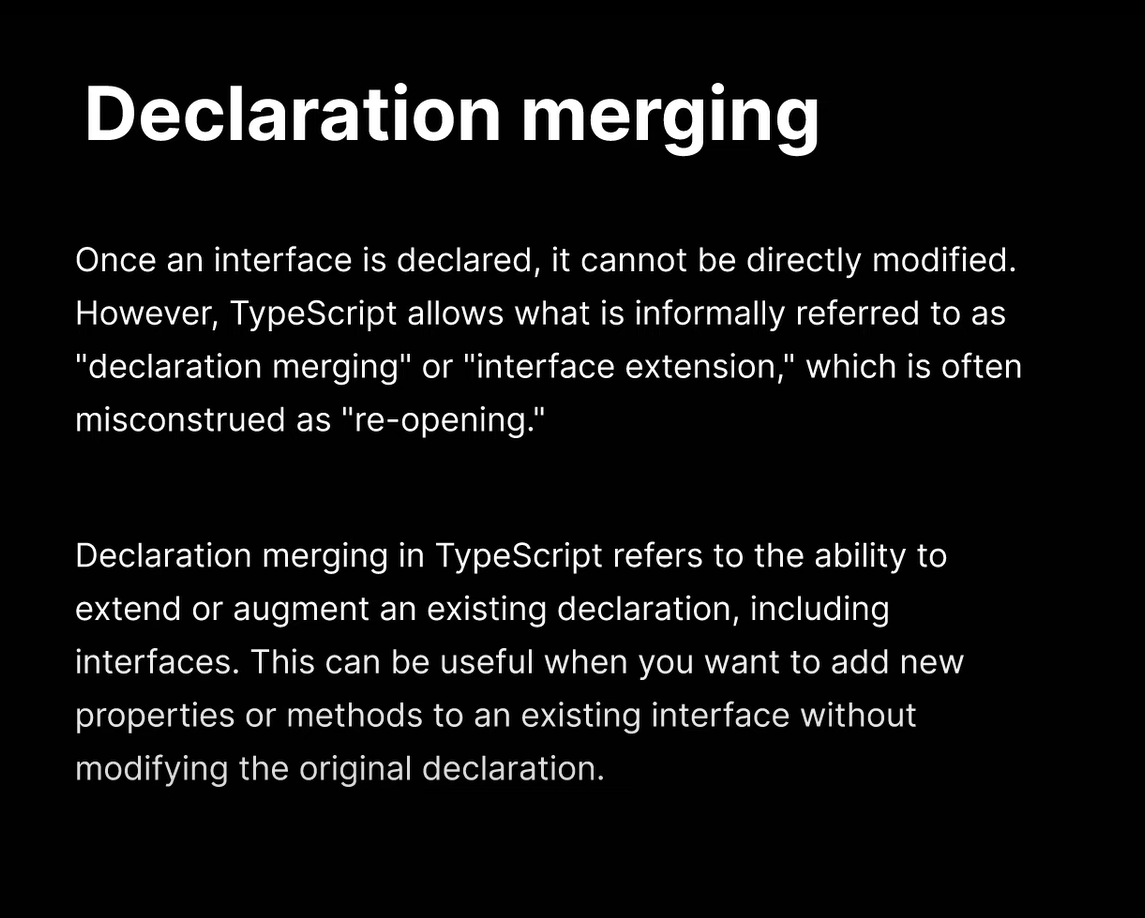 Declaration merging
Once an interface is declared, it cannot be directly modified.
However, TypeScript allows what is informally referred to as
"declaration merging" or "interface extension," which is often
misconstrued as "re-opening."
Declaration merging in TypeScript refers to the ability to
extend or augment an existing declaration, including
interfaces. This can be useful when you want to add new
properties or methods to an existing interface without
modifying the original declaration.